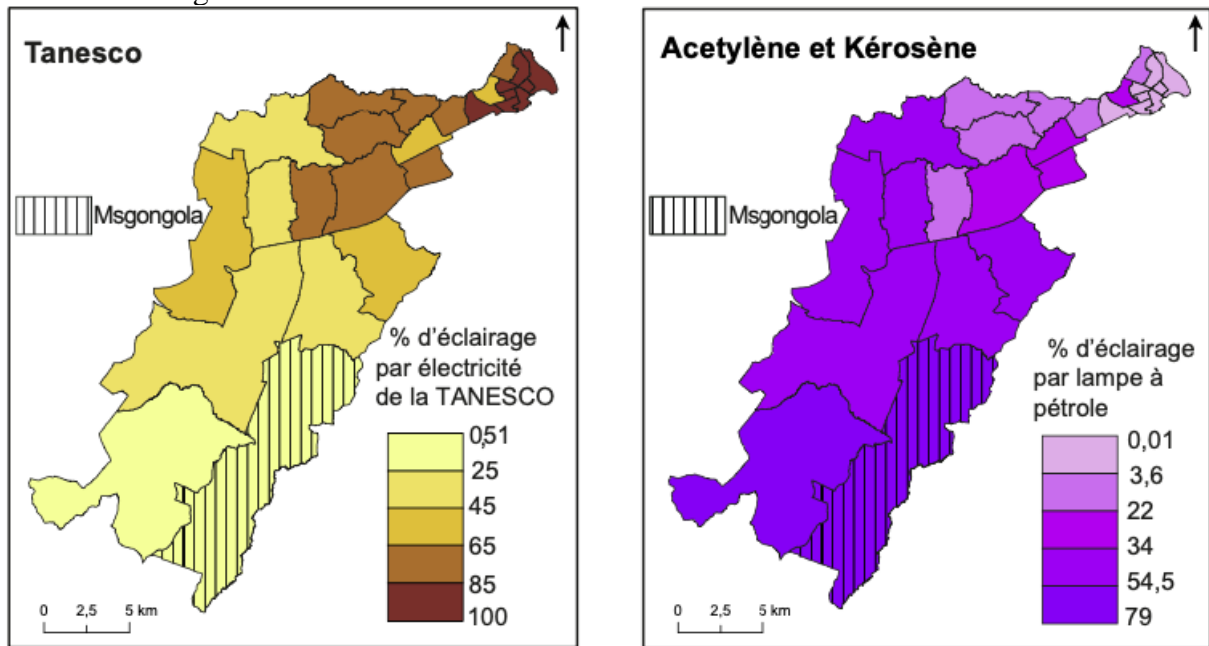 Tanesco
Msgongola
% d'éclairage
par électricité
de la TANESCO
0,51
25
45
65
85
100
0 2,5 5 km
Acetylène et Kérosène
Msgongola
% d'éclairage
par lampe à
pétrole
0,01
3,6
22
34
54,5
79
0 2,5 5 km